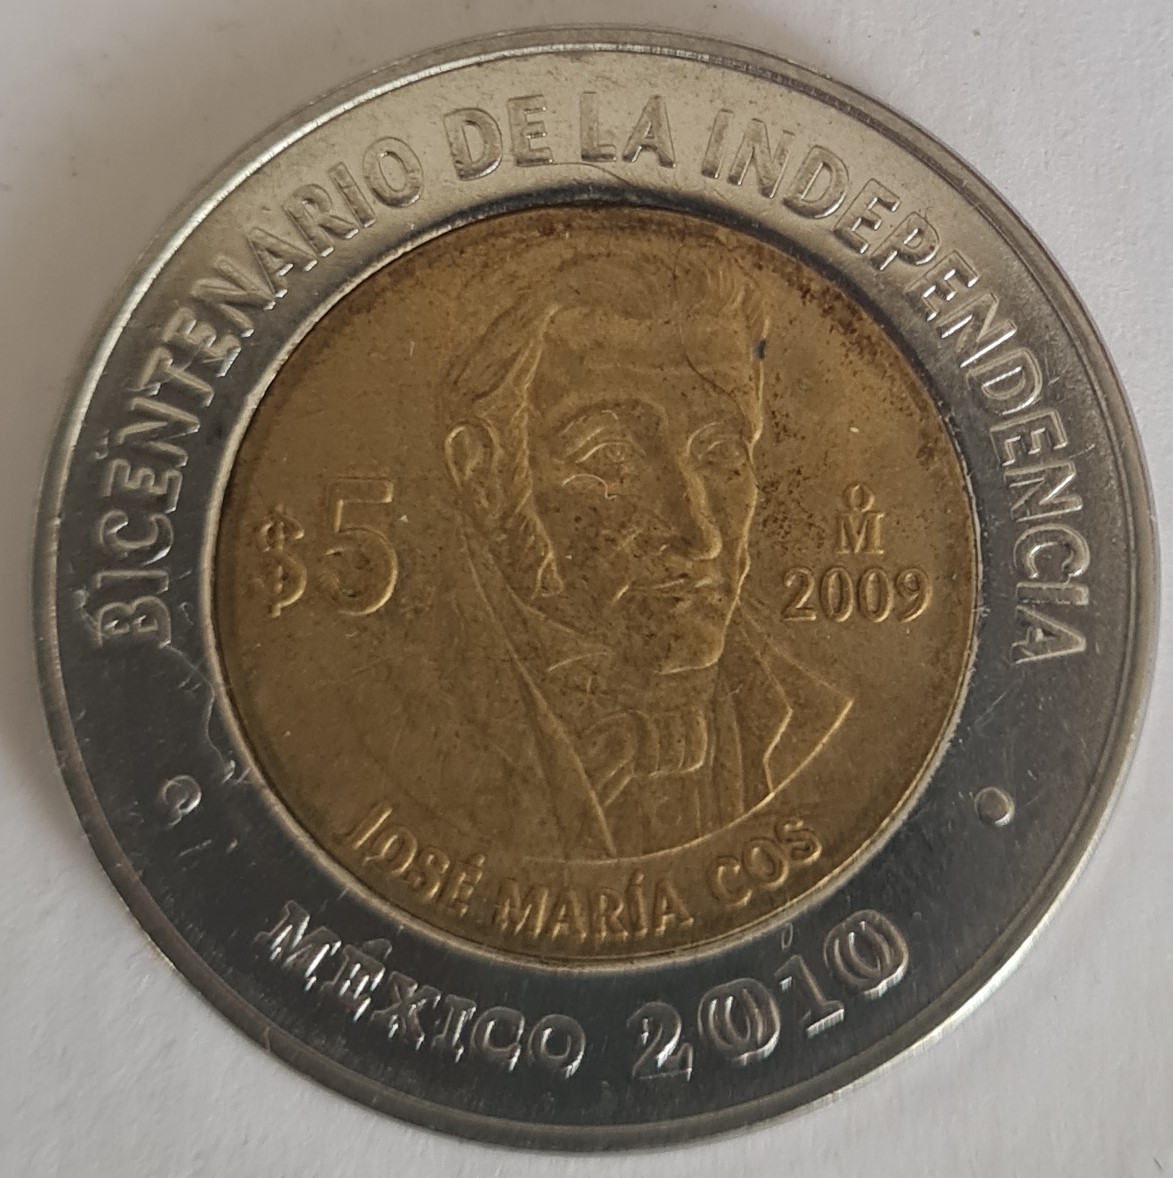 BICENTENARIO DE LA INDEPENDENCIA
$5
M̊
2009
JOSÉ MARÍA COS
MÉXICO 2010